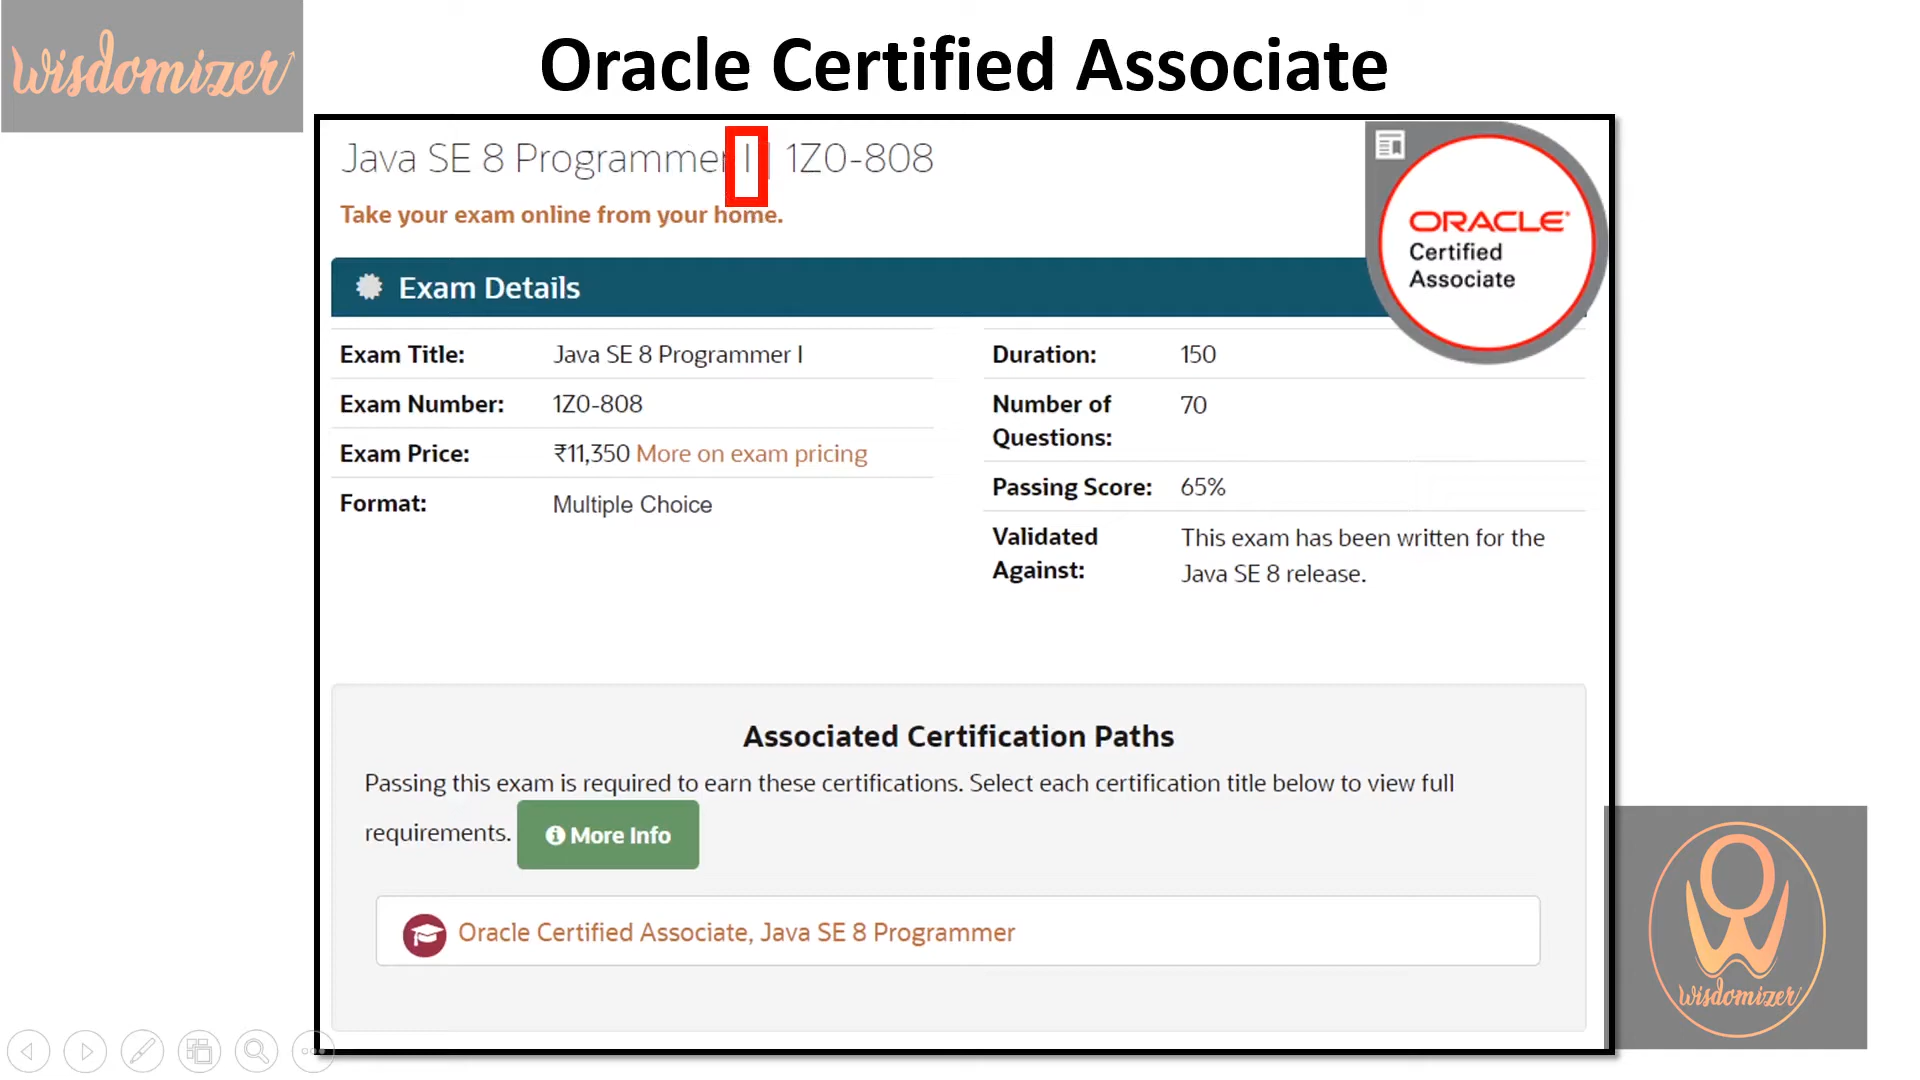 wisdomizer
Oracle Certified Associate
Java SE 8 Programmer I | 1Z0-808
Take your exam online from your home.
ORACLE
Certified
Associate
Exam Details
Exam Title: Java SE 8 Programmer I
Exam Number: 1Z0-808
Exam Price: ₹11,350 More on exam pricing
Format: Multiple Choice
Duration: 150
Number of Questions: 70
Passing Score: 65%
Validated Against: This exam has been written for the
Java SE 8 release.
Associated Certification Paths
Passing this exam is required to earn these certifications. Select each certification title below to view full
requirements. More Info
Oracle Certified Associate, Java SE 8 Programmer
wisdomizer